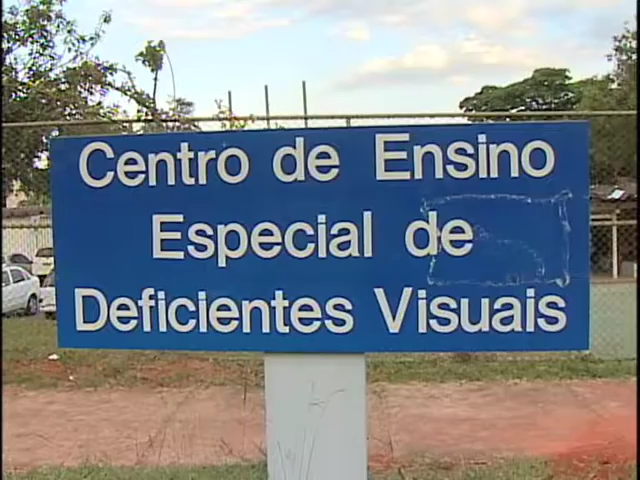 Centro de Ensino
Especial de
Deficientes Visuais